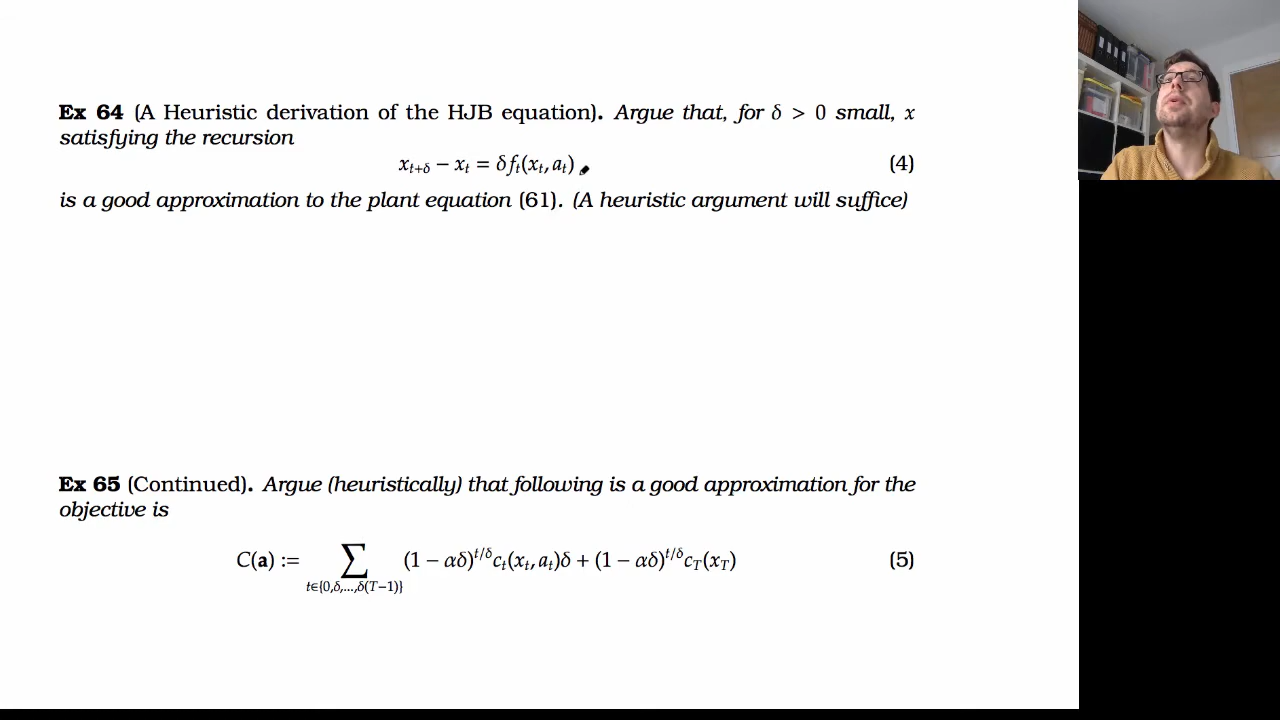 Ex 64 (A Heuristic derivation of the HJB equation). Argue that, for δ > 0 small, x
satisfying the recursion
x_{t+δ} − x_t = δf_t(x_t, a_t) (4)
is a good approximation to the plant equation (61). (A heuristic argument will suffice)
Ex 65 (Continued). Argue (heuristically) that following is a good approximation for the
objective is
C(a) := ∑_{t∈{0,δ,...,δ(T−1)}} (1 − αδ)^{t/δ} c_t(x_t, a_t)δ + (1 − αδ)^{t/δ} c_T(x_T) (5)